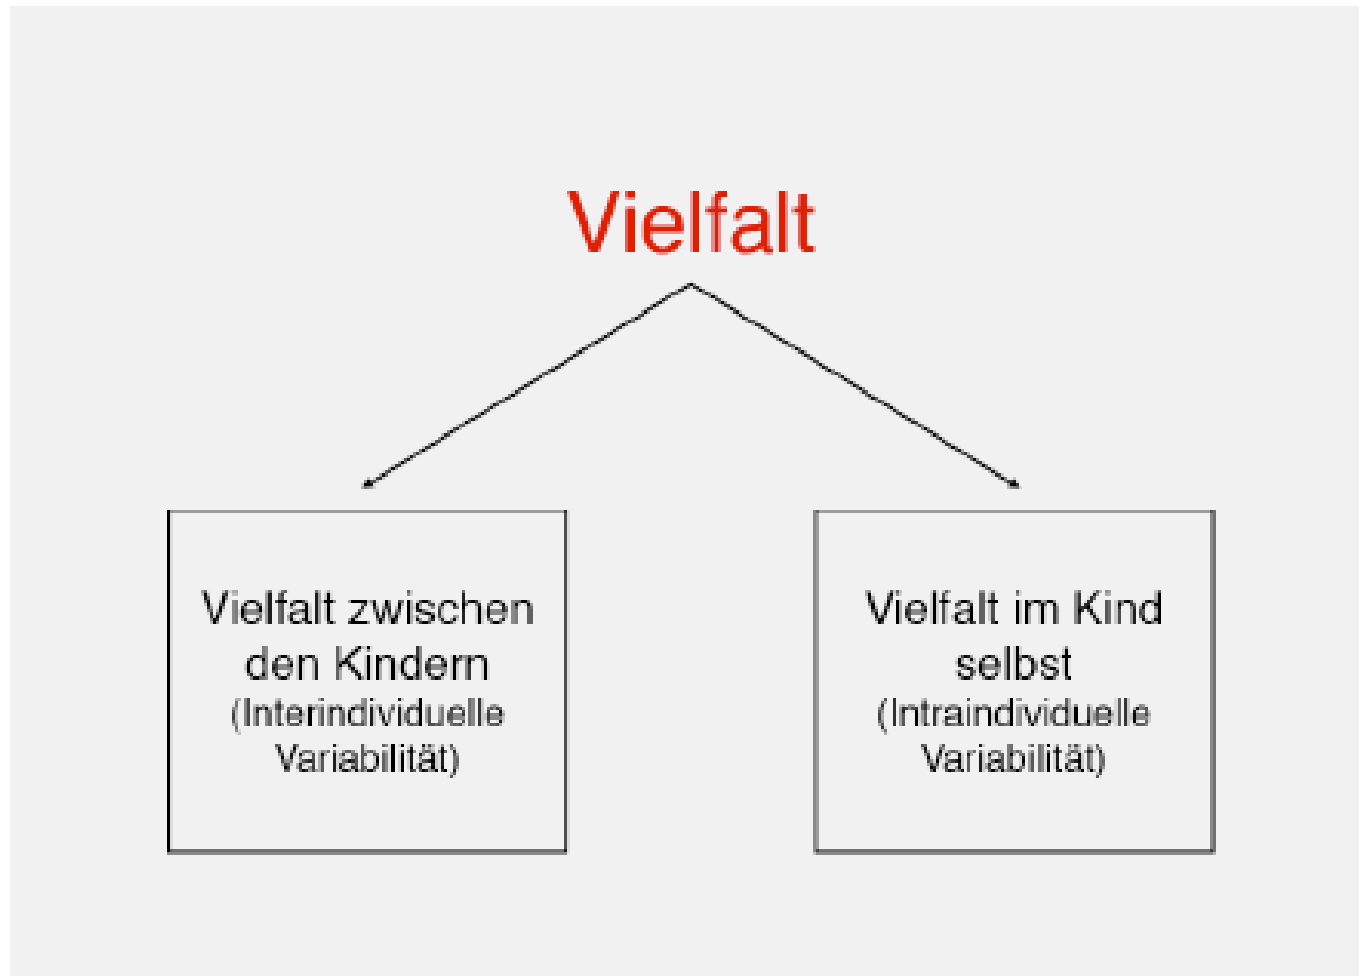 Vielfalt
Vielfalt zwischen
den Kindern
(Interindividuelle
Variabilität)
Vielfalt im Kind
selbst
(Intraindividuelle
Variabilität)